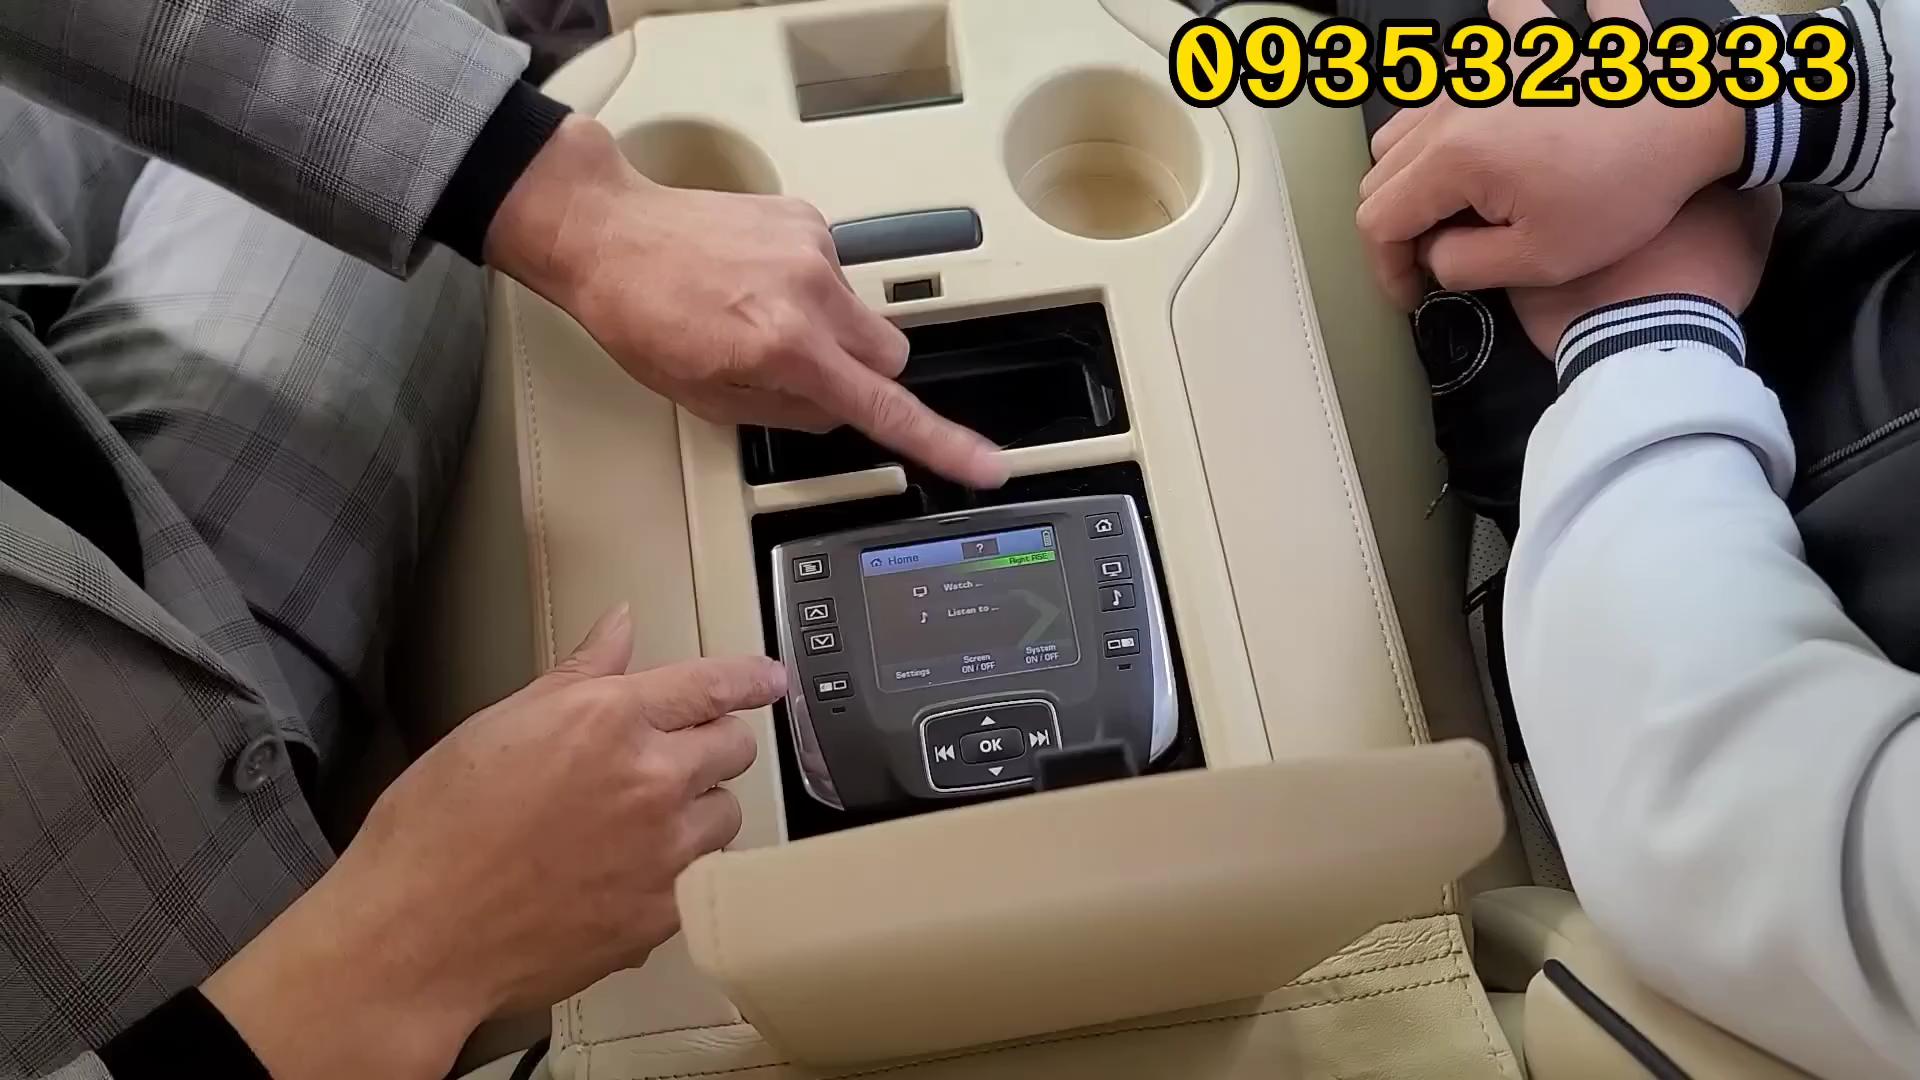 0935323333
Home
?
Right RSE
Watch ...
Listen to ...
Settings
Screen
ON / OFF
System
ON / OFF
OK